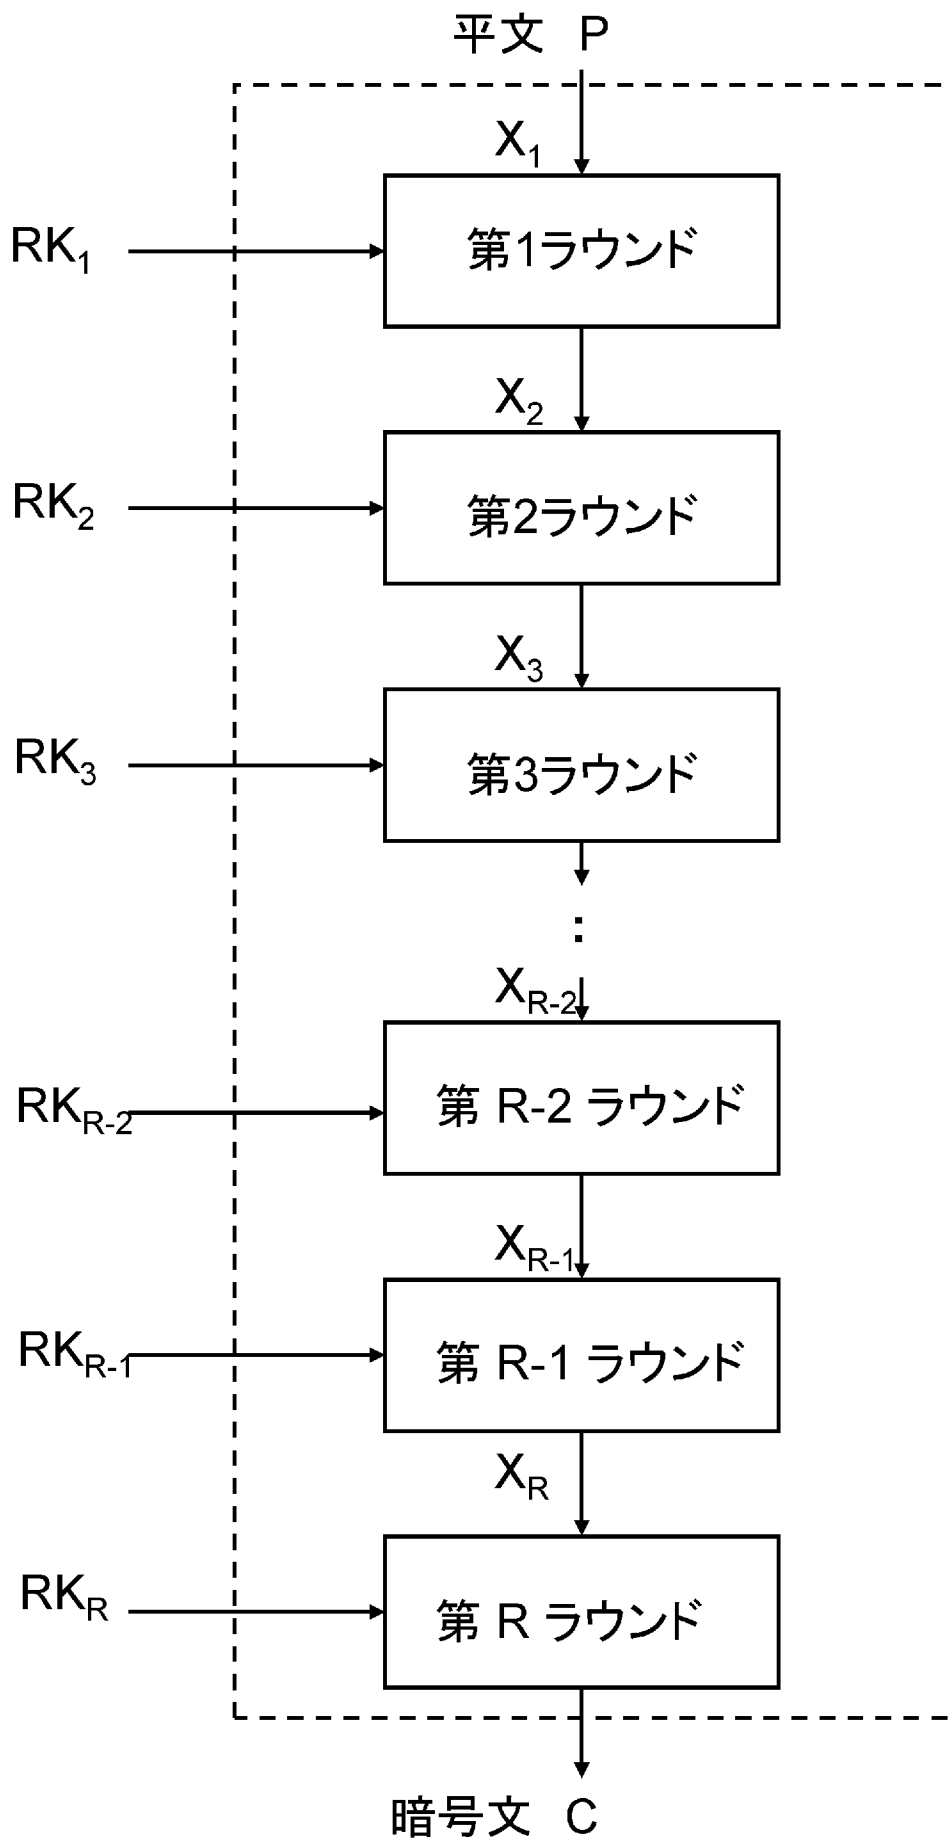 平文 P
X1
RK1
第1ラウンド
X2
RK2
第2ラウンド
X3
RK3
第3ラウンド
:
XR-2
RKR-2
第 R-2 ラウンド
XR-1
RKR-1
第 R-1 ラウンド
XR
RKR
第 R ラウンド
暗号文 C